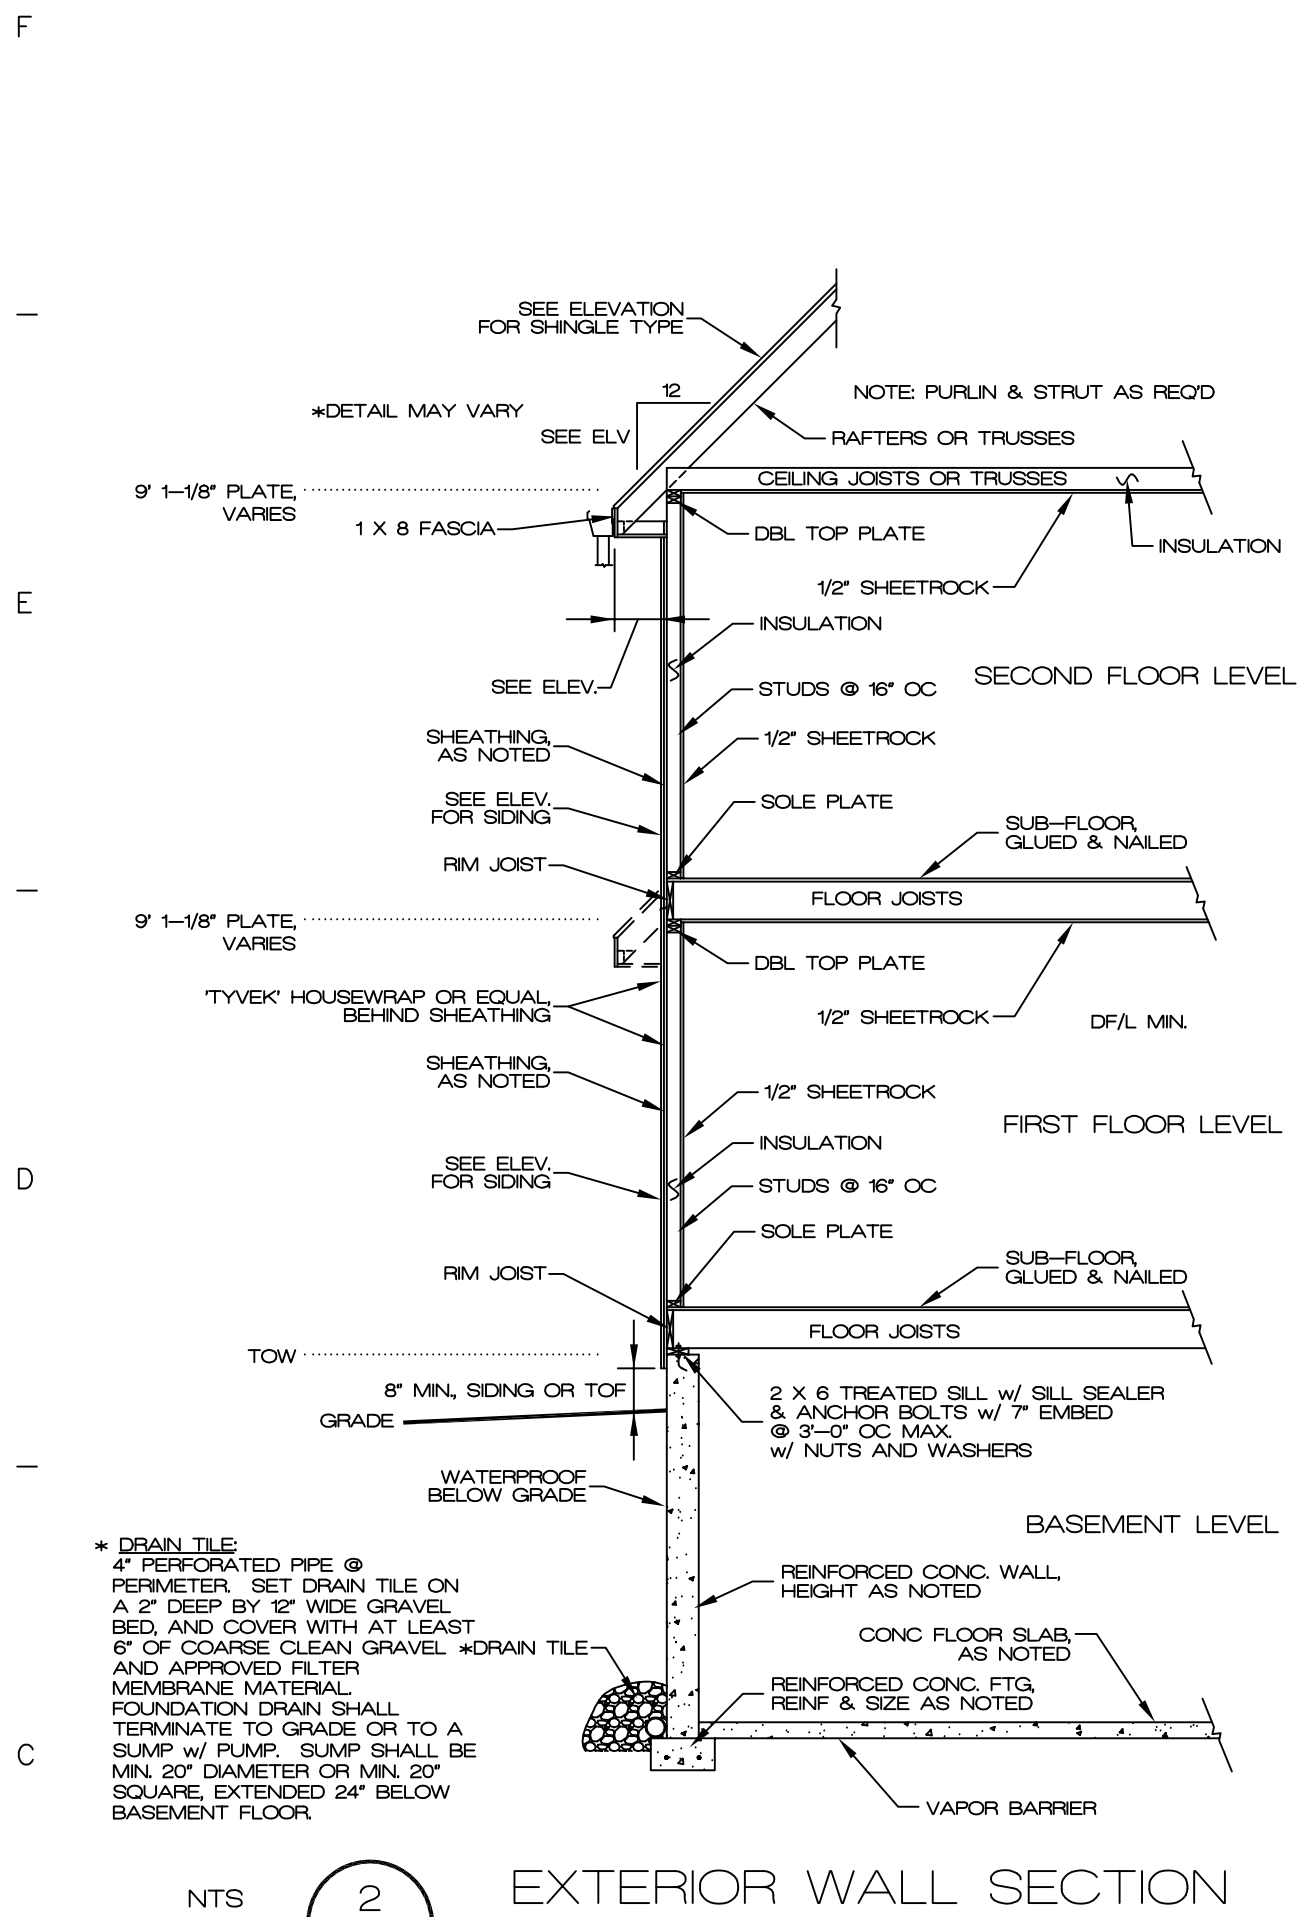 F
SEE ELEVATION
FOR SHINGLE TYPE
12
NOTE: PURLIN & STRUT AS REQ'D
*DETAIL MAY VARY
SEE ELV
RAFTERS OR TRUSSES
CEILING JOISTS OR TRUSSES
9' 1-1/8" PLATE,
VARIES
1 X 8 FASCIA
DBL TOP PLATE
INSULATION
1/2" SHEETROCK
E
INSULATION
SECOND FLOOR LEVEL
SEE ELEV.
STUDS @ 16" OC
SHEATHING,
AS NOTED
1/2" SHEETROCK
SEE ELEV.
FOR SIDING
SOLE PLATE
SUB-FLOOR,
GLUED & NAILED
RIM JOIST
FLOOR JOISTS
9' 1-1/8" PLATE,
VARIES
DBL TOP PLATE
'TYVEK' HOUSEWRAP OR EQUAL,
BEHIND SHEATHING
1/2" SHEETROCK
DF/L MIN.
SHEATHING,
AS NOTED
1/2" SHEETROCK
FIRST FLOOR LEVEL
INSULATION
D
SEE ELEV.
FOR SIDING
STUDS @ 16" OC
SOLE PLATE
RIM JOIST
SUB-FLOOR,
GLUED & NAILED
FLOOR JOISTS
TOW
8" MIN., SIDING OR TOF
GRADE
2 X 6 TREATED SILL w/ SILL SEALER
& ANCHOR BOLTS w/ 7" EMBED
@ 3'-0" OC MAX.
w/ NUTS AND WASHERS
WATERPROOF
BELOW GRADE
BASEMENT LEVEL
* DRAIN TILE:
4" PERFORATED PIPE @
PERIMETER. SET DRAIN TILE ON
A 2" DEEP BY 12" WIDE GRAVEL
BED, AND COVER WITH AT LEAST
6" OF COARSE CLEAN GRAVEL
AND APPROVED FILTER
MEMBRANE MATERIAL.
FOUNDATION DRAIN SHALL
TERMINATE TO GRADE OR TO A
SUMP w/ PUMP. SUMP SHALL BE
MIN. 20" DIAMETER OR MIN. 20"
SQUARE, EXTENDED 24" BELOW
BASEMENT FLOOR.
*DRAIN TILE
REINFORCED CONC. WALL,
HEIGHT AS NOTED
CONC FLOOR SLAB,
AS NOTED
REINFORCED CONC. FTG,
REINF & SIZE AS NOTED
C
VAPOR BARRIER
NTS
2
EXTERIOR WALL SECTION